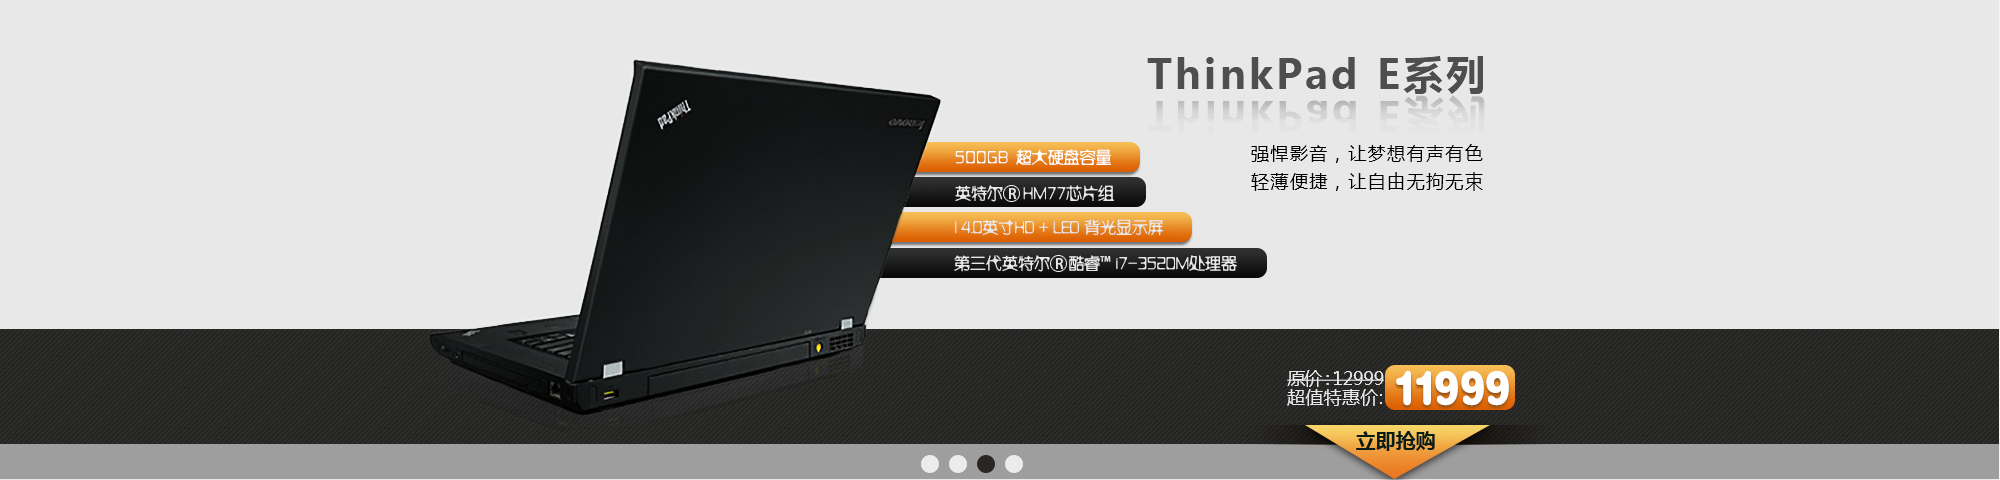 ThinkPad E系列
强悍影音，让梦想有声有色
轻薄便捷，让自由无拘无束
ThinkPad
lenovo
500GB 超大硬盘容量
英特尔®HM77芯片组
14.0英寸HD + LED 背光显示屏
第三代英特尔®酷睿™ i7-3520M处理器
原价:12999
超值特惠价:
11999
立即抢购